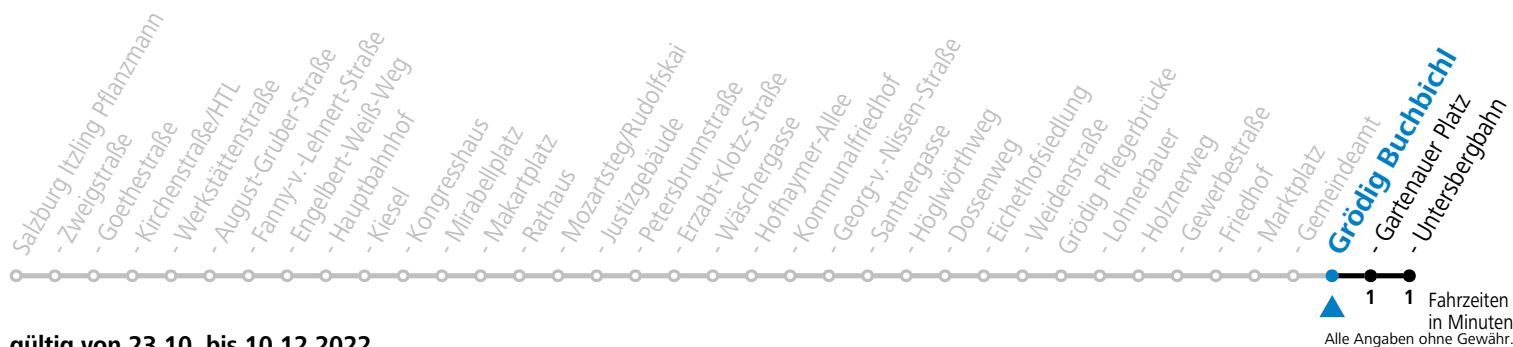 Salzburg Itzling Pflanzmann
- Zweigstraße
- Goethestraße
- Kirchenstraße/HTL
- Werkstättenstraße
- August-Gruber-Straße
- Fanny-v.-Lehnert-Straße
- Engelbert-Weiß-Weg
- Hauptbahnhof
- Kiesel
- Kongresshaus
- Mirabellplatz
- Makartplatz
- Rathaus
- Mozartsteg/Rudolfskai
- Justizgebäude
- Petersbrunnstraße
- Erzabt-Klotz-Straße
- Wäschergasse
- Hofhaymer-Allee
- Kommunalfriedhof
- Georg-v.-Nissen-Straße
- Santnergasse
- Höglwörthweg
- Dossenweg
- Eichethofsiedlung
- Weidenstraße
Grödig Pflegerbrücke
- Lohnerbauer
- Holznerweg
- Gewerbestraße
- Friedhof
- Marktplatz
- Gemeindeamt
Grödig Buchbichl
- Gartenauer Platz
- Untersbergbahn
1 1 Fahrzeiten
in Minuten
Alle Angaben ohne Gewähr.
gültig von 23.10. bis 10.12.2022